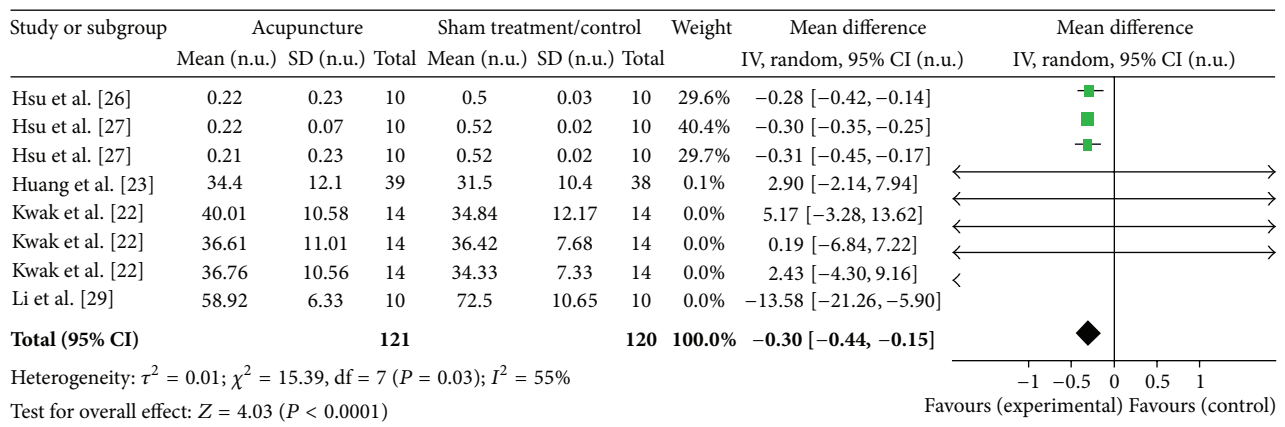 Study or subgroup Acupuncture Sham treatment/control Weight Mean difference Mean difference
Mean (n.u.) SD (n.u.) Total Mean (n.u.) SD (n.u.) Total IV, random, 95% CI (n.u.) IV, random, 95% CI (n.u.)
Hsu et al. [26] 0.22 0.23 10 0.5 0.03 10 29.6% −0.28 [−0.42, −0.14]
Hsu et al. [27] 0.22 0.07 10 0.52 0.02 10 40.4% −0.30 [−0.35, −0.25]
Hsu et al. [27] 0.21 0.23 10 0.52 0.02 10 29.7% −0.31 [−0.45, −0.17]
Huang et al. [23] 34.4 12.1 39 31.5 10.4 38 0.1% 2.90 [−2.14, 7.94]
Kwak et al. [22] 40.01 10.58 14 34.84 12.17 14 0.0% 5.17 [−3.28, 13.62]
Kwak et al. [22] 36.61 11.01 14 36.42 7.68 14 0.0% 0.19 [−6.84, 7.22]
Kwak et al. [22] 36.76 10.56 14 34.33 7.33 14 0.0% 2.43 [−4.30, 9.16]
Li et al. [29] 58.92 6.33 10 72.5 10.65 10 0.0% −13.58 [−21.26, −5.90]
Total (95% CI) 121 120 100.0% −0.30 [−0.44, −0.15]
Heterogeneity: τ² = 0.01; χ² = 15.39, df = 7 (P = 0.03); I² = 55%
Test for overall effect: Z = 4.03 (P < 0.0001)
−1 −0.5 0 0.5 1
Favours (experimental) Favours (control)